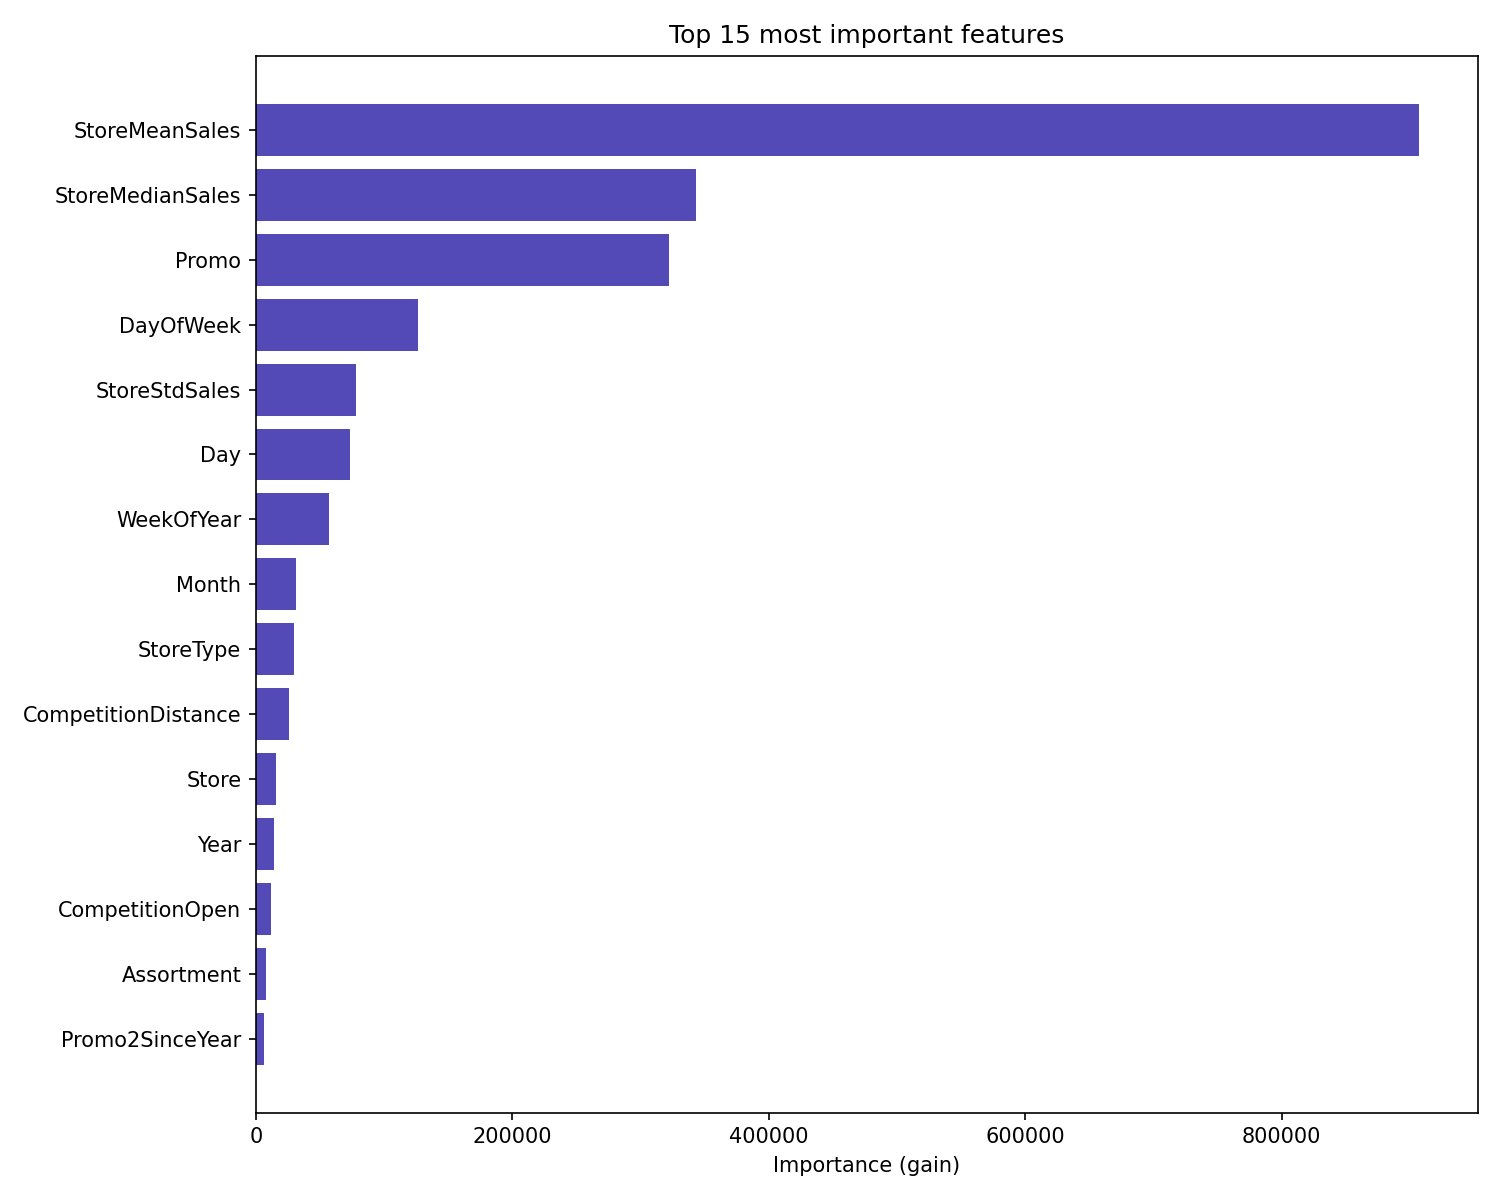 Top 15 most important features
StoreMeanSales
StoreMedianSales
Promo
DayOfWeek
StoreStdSales
Day
WeekOfYear
Month
StoreType
CompetitionDistance
Store
Year
CompetitionOpen
Assortment
Promo2SinceYear
0 200000 400000 600000 800000
Importance (gain)